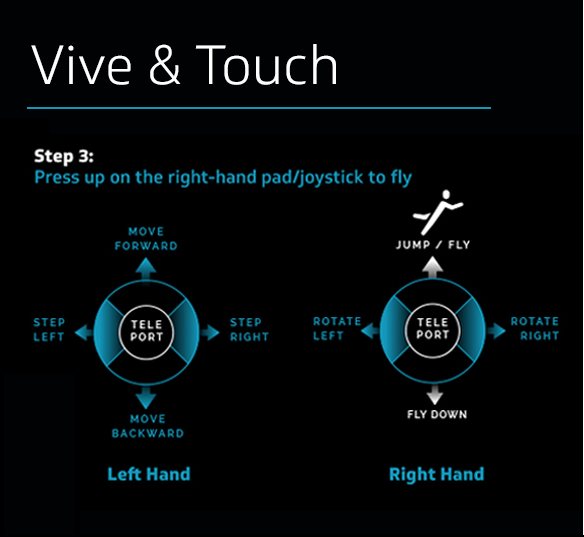 Vive & Touch
Step 3:
Press up on the right-hand pad/joystick to fly
MOVE
FORWARD
STEP
LEFT
TELE
PORT
STEP
RIGHT
MOVE
BACKWARD
Left Hand
JUMP / FLY
ROTATE
LEFT
TELE
PORT
ROTATE
RIGHT
FLY DOWN
Right Hand